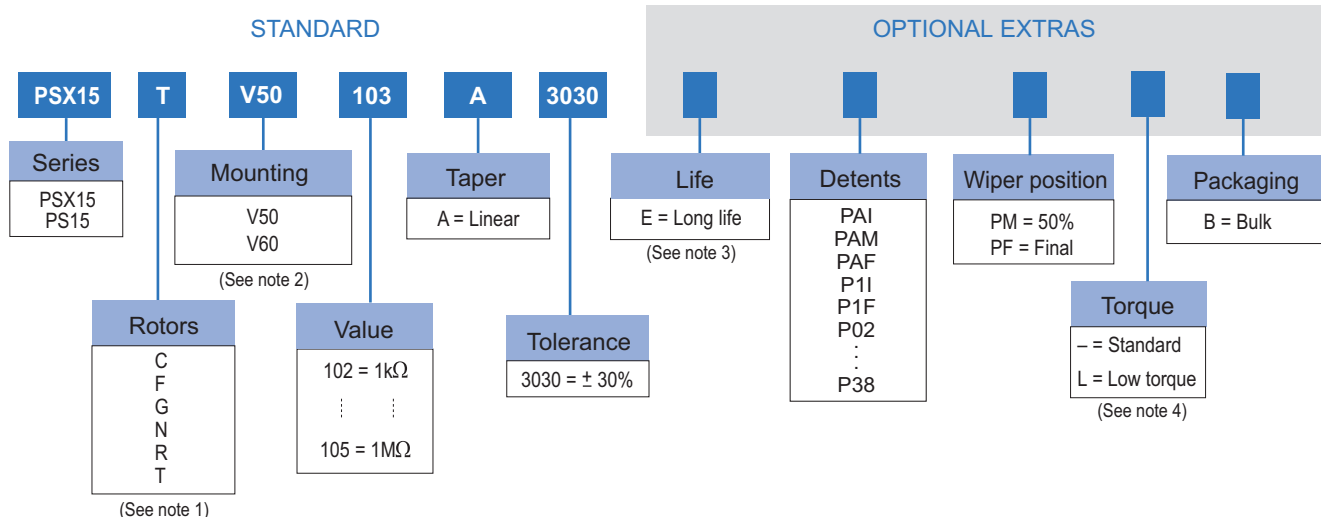 STANDARD
OPTIONAL EXTRAS
PSX15 T V50 103 A 3030
Series
PSX15
PS15
Mounting
V50
V60
(See note 2)
Taper
A = Linear
Life
E = Long life
(See note 3)
Detents
PAI
PAM
PAF
P1I
P1F
P02
:
:
P38
Wiper position
PM = 50%
PF = Final
Packaging
B = Bulk
Rotors
C
F
G
N
R
T
(See note 1)
Value
102 = 1kΩ
105 = 1MΩ
Tolerance
3030 = ± 30%
Torque
– = Standard
L = Low torque
(See note 4)